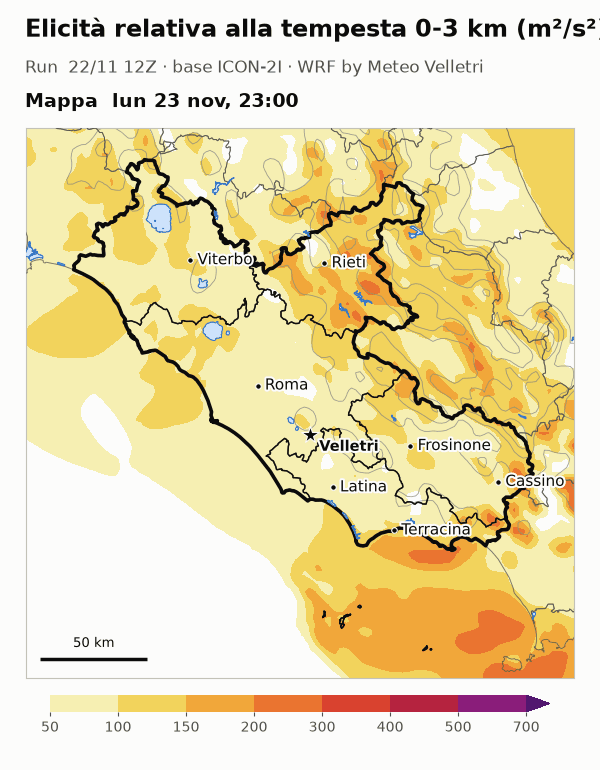 Elicità relativa alla tempesta 0-3 km (m²/s²)
Run 22/11 12Z · base ICON-2I · WRF by Meteo Velletri
Mappa lun 23 nov, 23:00
Viterbo
Rieti
Roma
Velletri
Frosinone
Cassino
Latina
Terracina
50 km
50 100 150 200 300 400 500 700